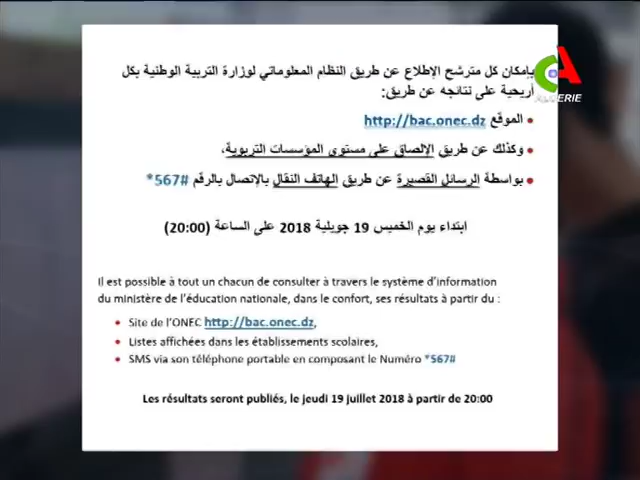 بإمكان كل مترشح الإطلاع عن طريق النظام المعلوماتي لوزارة التربية الوطنية بكل
أريحية على نتائجه عن طريق:
الموقع http://bac.onec.dz
وكذلك عن طريق الإلصاق على مستوى المؤسسات التربوية،
بواسطة الرسائل القصيرة عن طريق الهاتف النقال بالإتصال بالرقم #567*
ابتداء يوم الخميس 19 جويلية 2018 على الساعة (20:00)
Il est possible à tout un chacun de consulter à travers le système d'information
du ministère de l'éducation nationale, dans le confort, ses résultats à partir du :
Site de l'ONEC http://bac.onec.dz,
Listes affichées dans les établissements scolaires,
SMS via son téléphone portable en composant le Numéro *567#
Les résultats seront publiés, le jeudi 19 juillet 2018 à partir de 20:00
ALGERIE